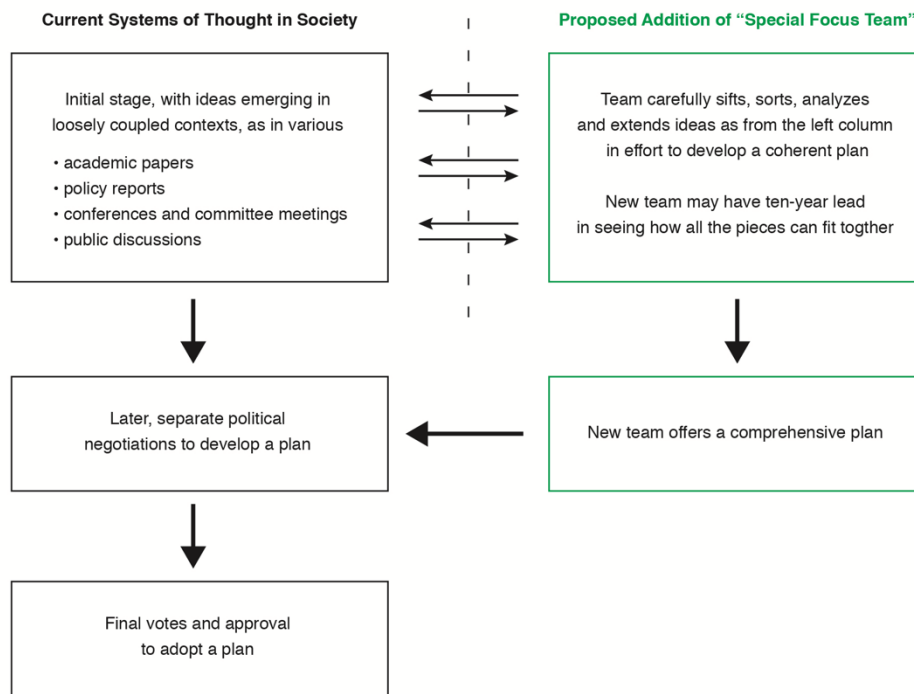 Current Systems of Thought in Society
Initial stage, with ideas emerging in
loosely coupled contexts, as in various
• academic papers
• policy reports
• conferences and committee meetings
• public discussions
Later, separate political
negotiations to develop a plan
Final votes and approval
to adopt a plan
Proposed Addition of “Special Focus Team”
Team carefully sifts, sorts, analyzes
and extends ideas as from the left column
in effort to develop a coherent plan
New team may have ten-year lead
in seeing how all the pieces can fit togther
New team offers a comprehensive plan